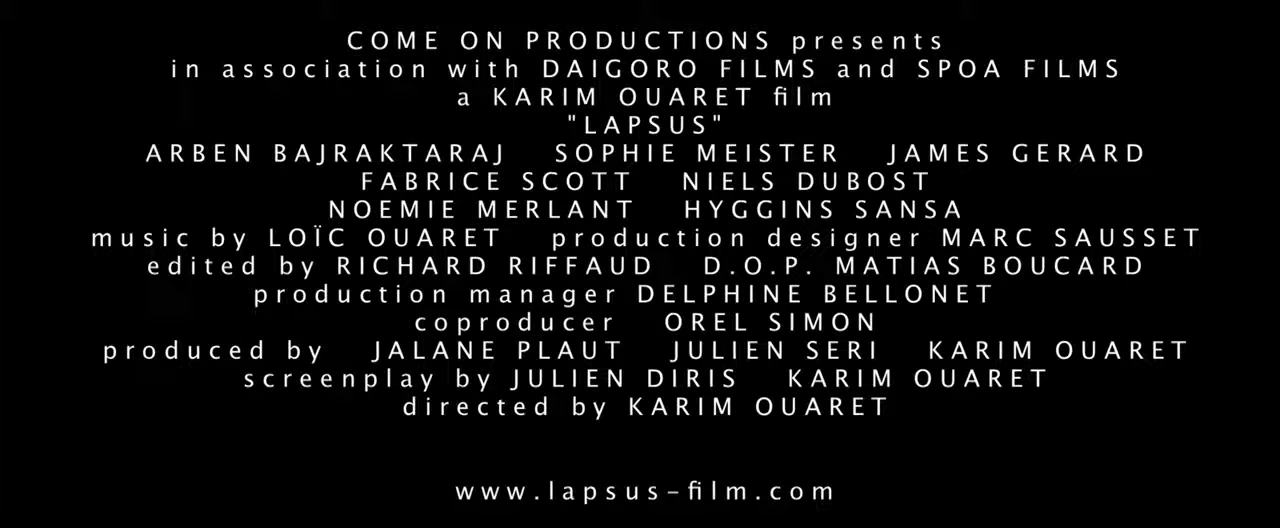 COME ON PRODUCTIONS presents
in association with DAIGORO FILMS and SPOA FILMS
a KARIM OUARET film
"LAPSUS"
ARBEN BAJRAKTARAJ SOPHIE MEISTER JAMES GERARD
FABRICE SCOTT NIELS DUBOST
NOEMIE MERLANT HYGGINS SANSA
music by LOÏC OUARET production designer MARC SAUSSET
edited by RICHARD RIFFAUD D.O.P. MATIAS BOUCARD
production manager DELPHINE BELLONET
coproducer OREL SIMON
produced by JALANE PLAUT JULIEN SERI KARIM OUARET
screenplay by JULIEN DIRIS KARIM OUARET
directed by KARIM OUARET
www.lapsus-film.com